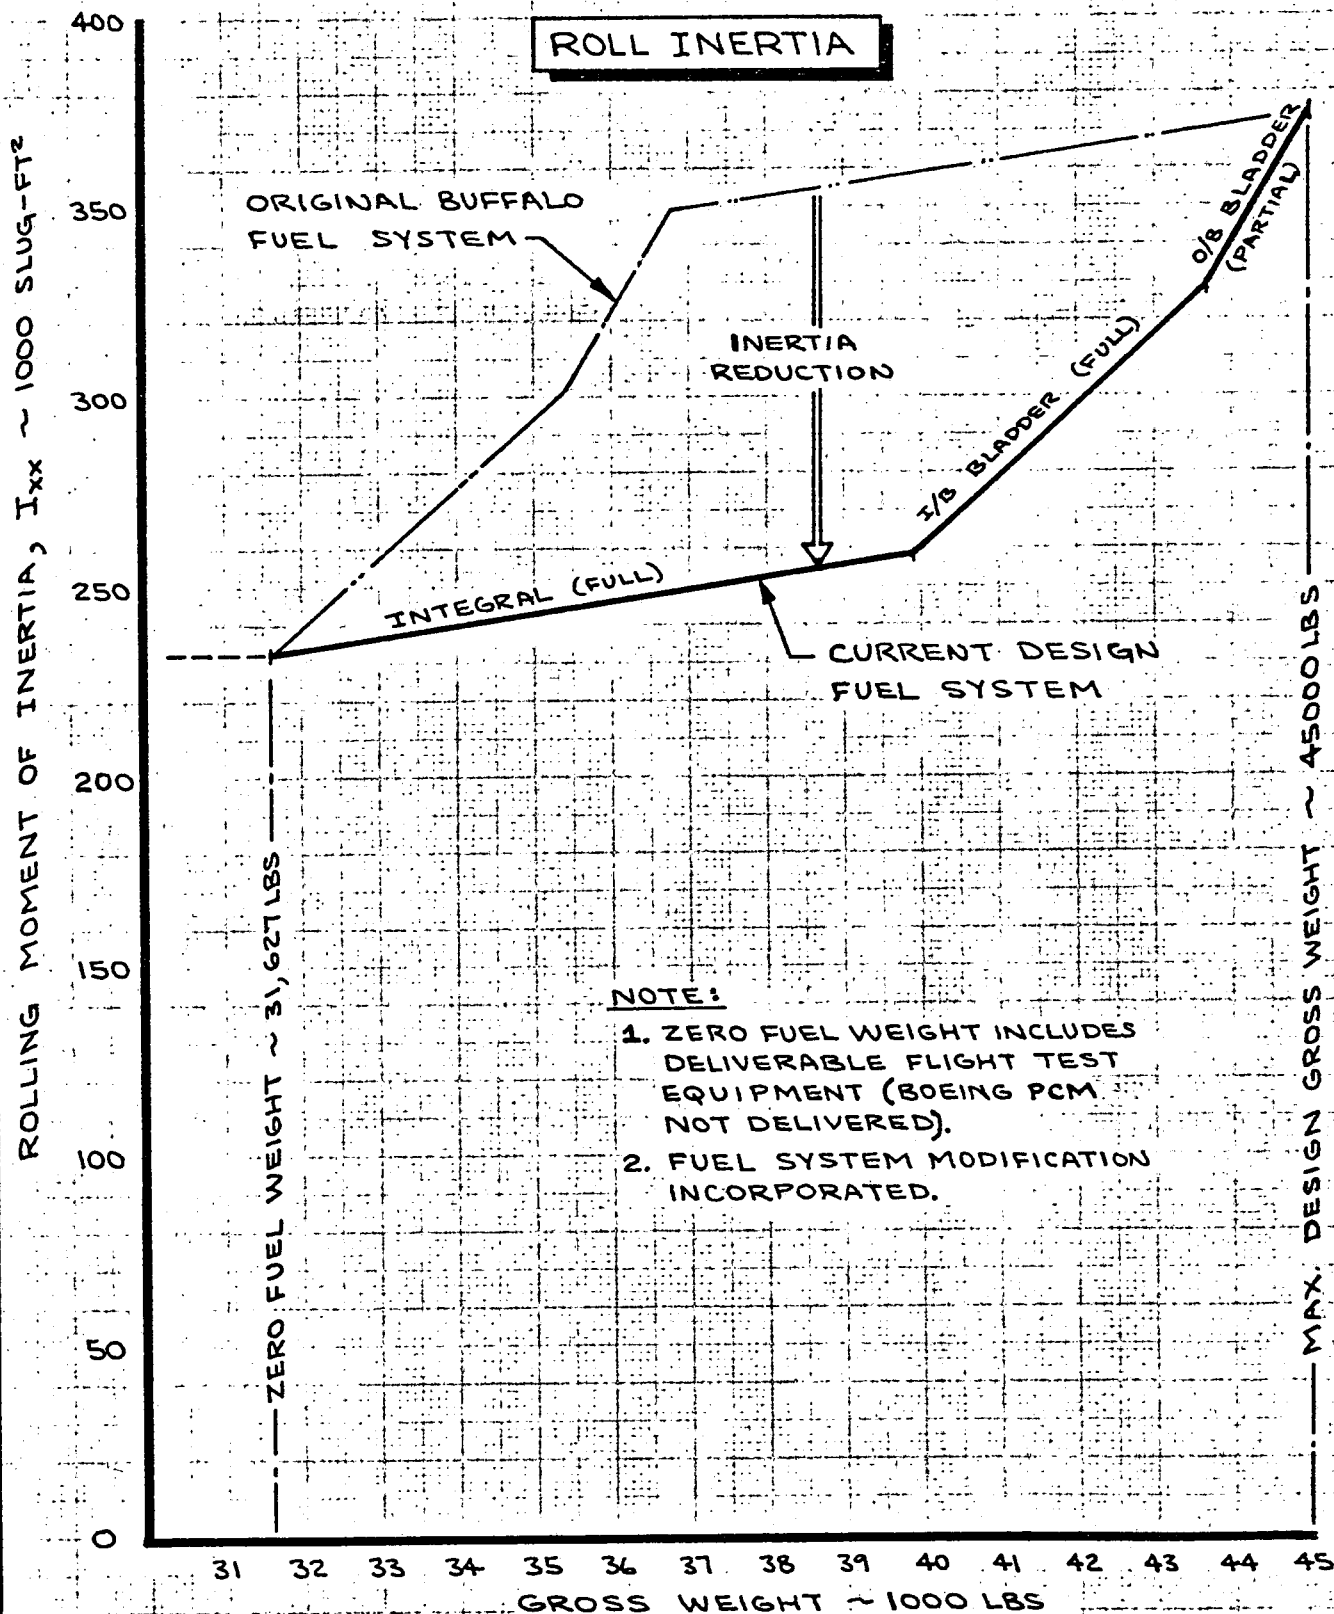 ROLL INERTIA
400
350
300
250
200
150
100
50
0
ROLLING MOMENT OF INERTIA, Ixx ~ 1000 SLUG-FT²
ORIGINAL BUFFALO
FUEL SYSTEM
INERTIA
REDUCTION
O/B BLADDER
(PARTIAL)
I/B BLADDER (FULL)
INTEGRAL (FULL)
CURRENT DESIGN
FUEL SYSTEM
ZERO FUEL WEIGHT ~ 31,627 LBS
MAX. DESIGN GROSS WEIGHT ~ 45000 LBS
NOTE:
1. ZERO FUEL WEIGHT INCLUDES
DELIVERABLE FLIGHT TEST
EQUIPMENT (BOEING PCM
NOT DELIVERED).
2. FUEL SYSTEM MODIFICATION
INCORPORATED.
31 32 33 34 35 36 37 38 39 40 41 42 43 44 45
GROSS WEIGHT ~ 1000 LBS